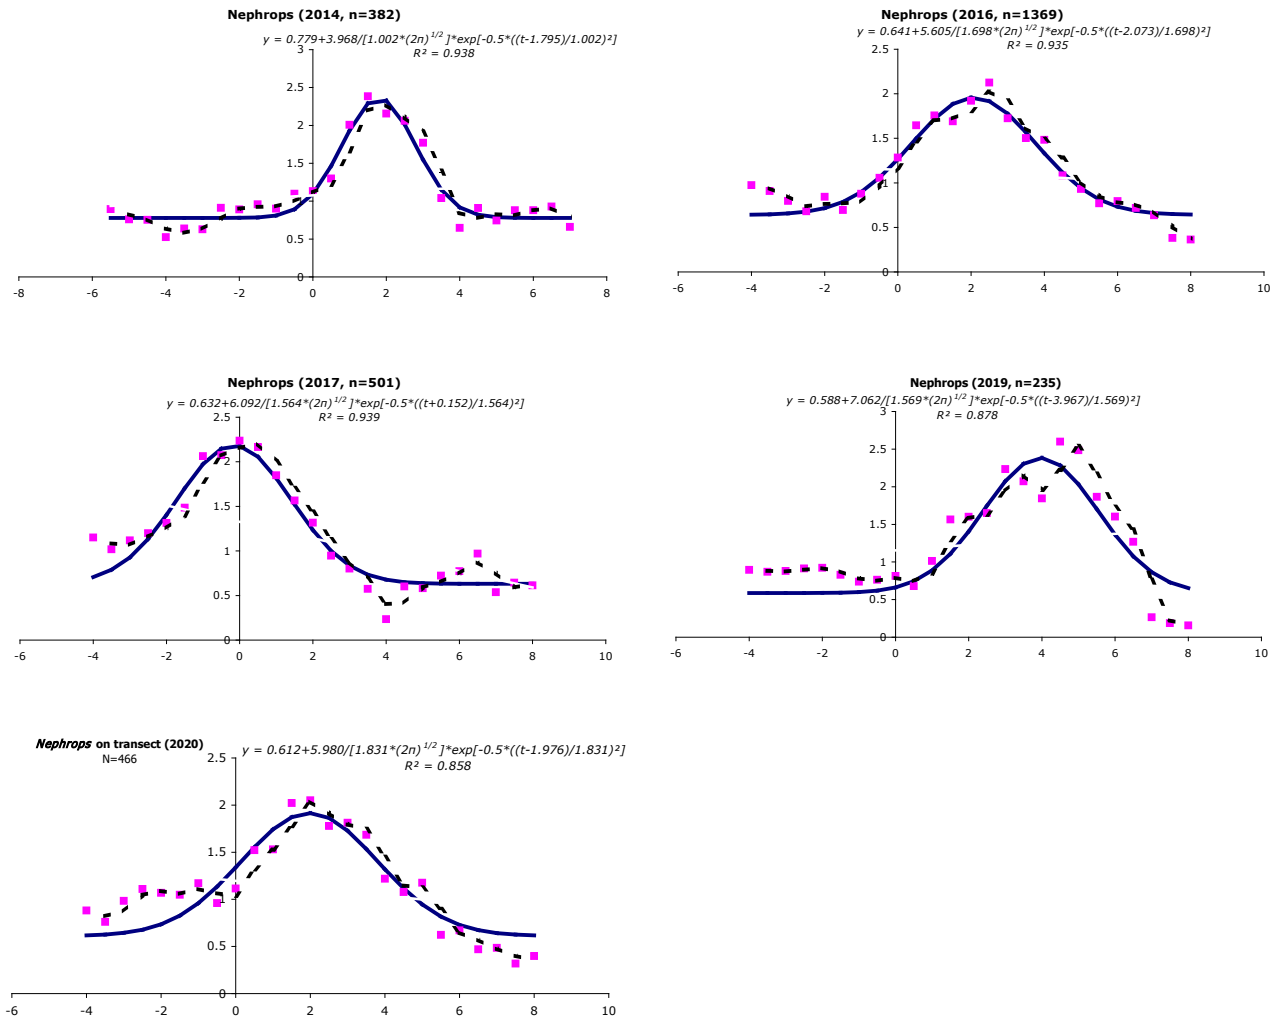 Nephrops (2014, n=382)
y = 0.779+3.968/[1.002*(2π)^1/2]*exp[-0.5*((t-1.795)/1.002)²]
R² = 0.938
3
2.5
2
1.5
1
0.5
0
-8 -6 -4 -2 0 2 4 6 8
Nephrops (2016, n=1369)
y = 0.641+5.605/[1.698*(2π)^1/2]*exp[-0.5*((t-2.073)/1.698)²]
R² = 0.935
2.5
2
1.5
1
0.5
0
-6 -4 -2 0 2 4 6 8 10
Nephrops (2017, n=501)
y = 0.632+6.092/[1.564*(2π)^1/2]*exp[-0.5*((t+0.152)/1.564)²]
R² = 0.939
2.5
2
1.5
1
0.5
0
-6 -4 -2 0 2 4 6 8 10
Nephrops (2019, n=235)
y = 0.588+7.062/[1.569*(2π)^1/2]*exp[-0.5*((t-3.967)/1.569)²]
R² = 0.878
3
2.5
2
1.5
1
0.5
0
-6 -4 -2 0 2 4 6 8 10
Nephrops on transect (2020)
N=466
y = 0.612+5.980/[1.831*(2π)^1/2]*exp[-0.5*((t-1.976)/1.831)²]
R² = 0.858
2.5
2
1.5
1
0.5
0
-6 -4 -2 0 2 4 6 8 10